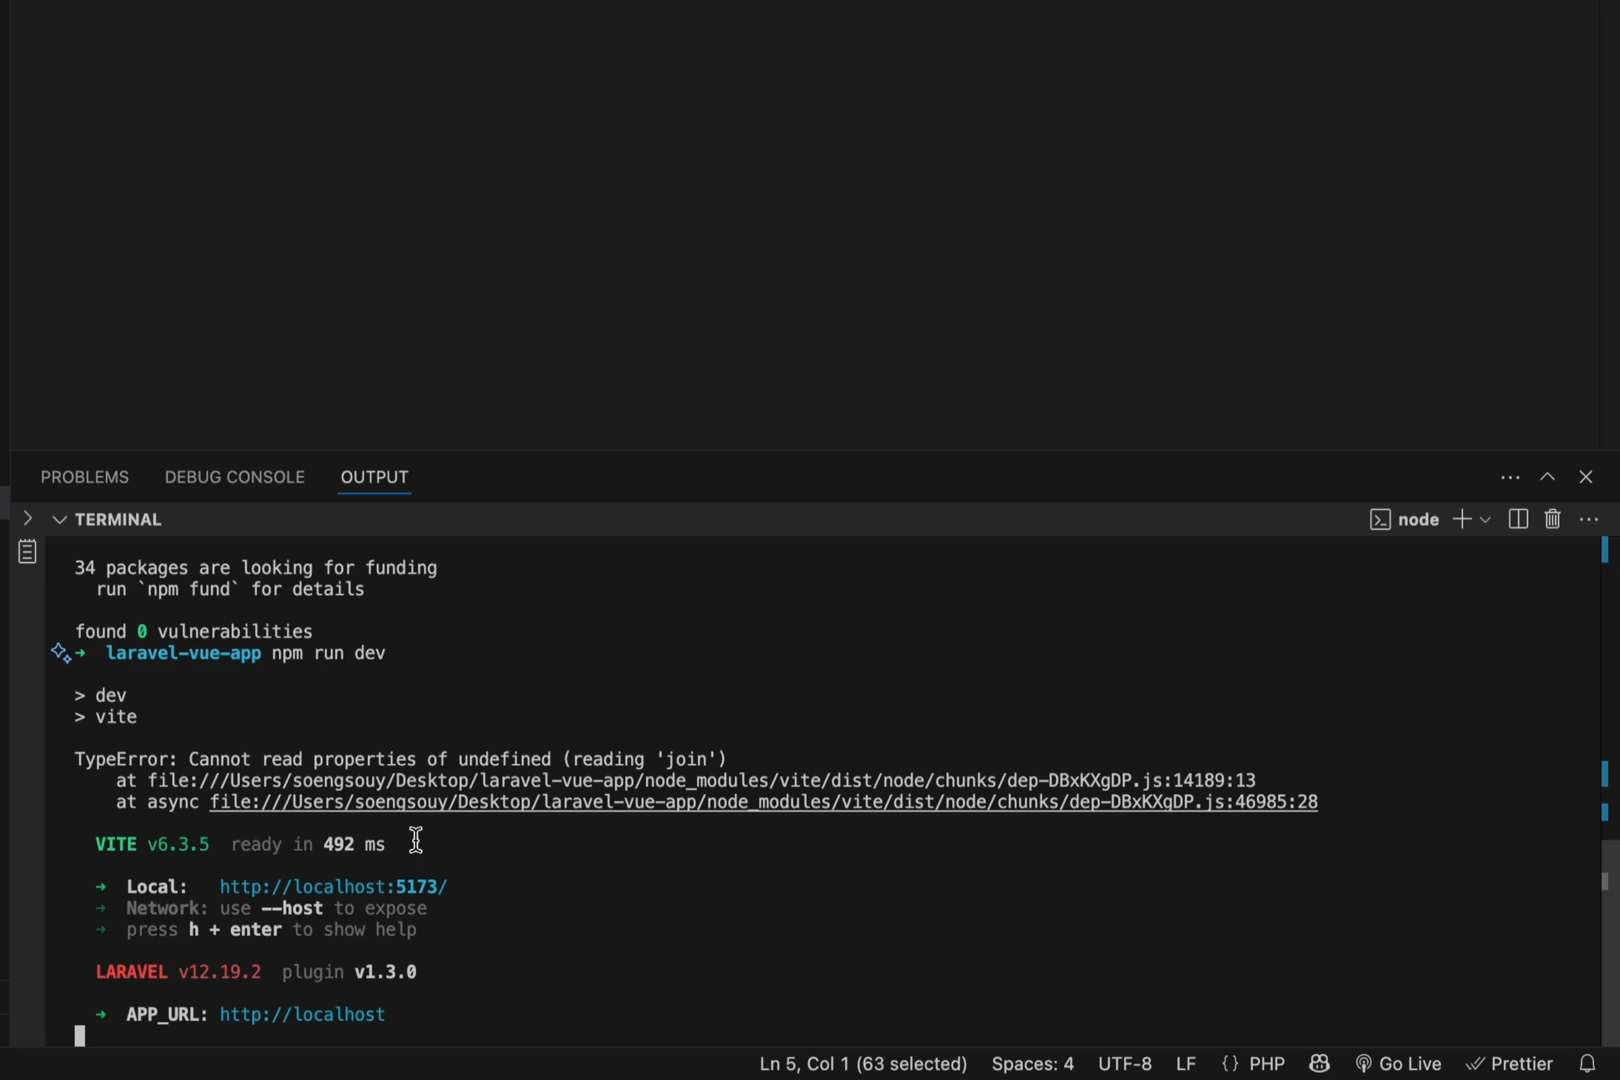 PROBLEMS DEBUG CONSOLE OUTPUT
TERMINAL node
34 packages are looking for funding
run `npm fund` for details
found 0 vulnerabilities
➜ laravel-vue-app npm run dev
> dev
> vite
TypeError: Cannot read properties of undefined (reading 'join')
at file:///Users/soengsouy/Desktop/laravel-vue-app/node_modules/vite/dist/node/chunks/dep-DBxKXgDP.js:14189:13
at async file:///Users/soengsouy/Desktop/laravel-vue-app/node_modules/vite/dist/node/chunks/dep-DBxKXgDP.js:46985:28
VITE v6.3.5 ready in 492 ms
➜ Local: http://localhost:5173/
➜ Network: use --host to expose
➜ press h + enter to show help
LARAVEL v12.19.2 plugin v1.3.0
➜ APP_URL: http://localhost
Ln 5, Col 1 (63 selected) Spaces: 4 UTF-8 LF {} PHP Go Live Prettier